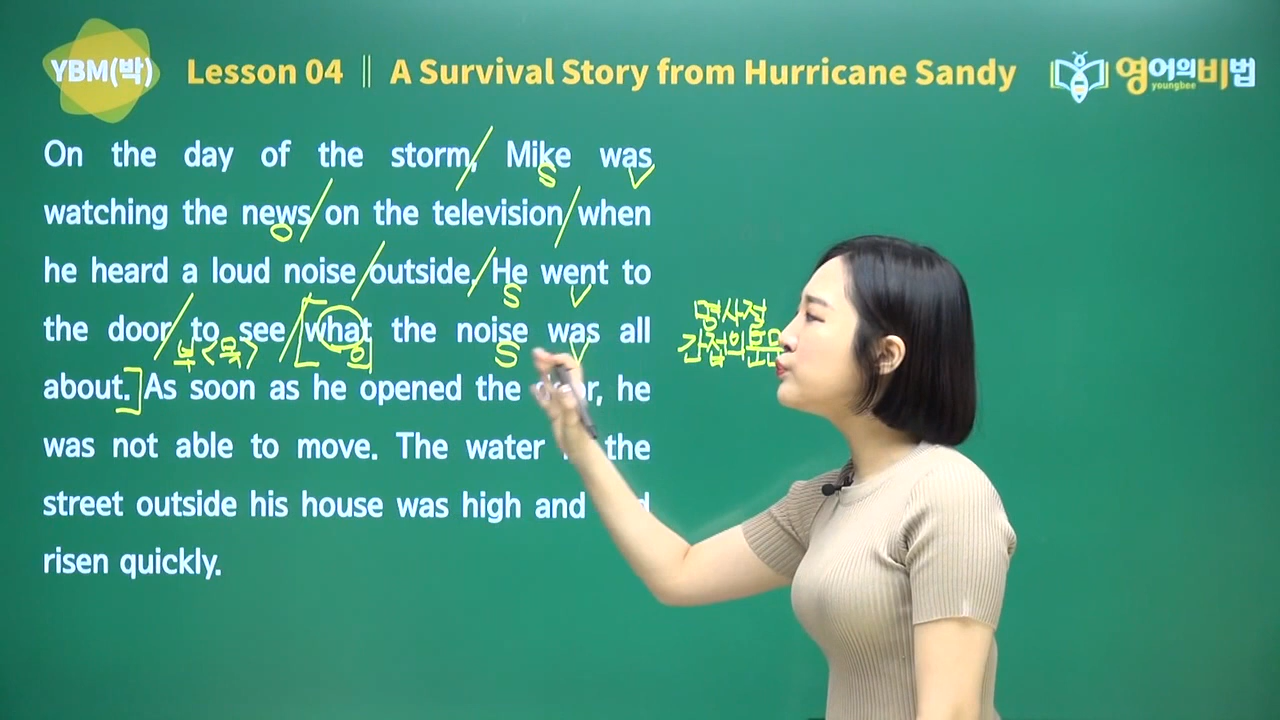 YBM(박) Lesson 04 || A Survival Story from Hurricane Sandy 영어의비법
youngbee
On the day of the storm, Mike was
S V
watching the news on the television when
O
he heard a loud noise outside. He went to
S V
명사절
the door to see what the noise was all
부<목> 의 S V
간접의문문
about. As soon as he opened the door, he
was not able to move. The water the
street outside his house was high and
risen quickly.